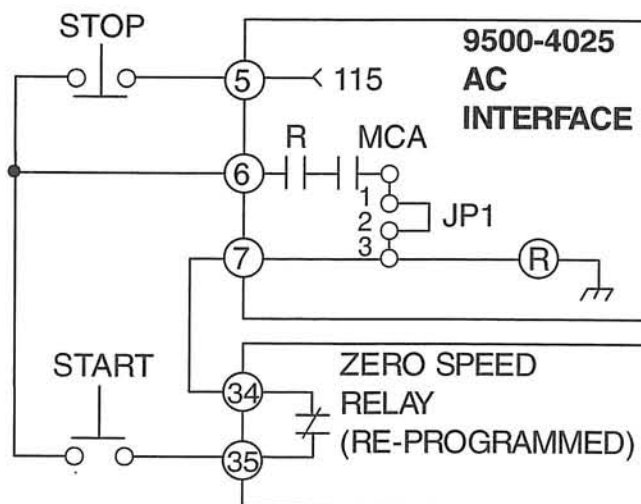 STOP
9500-4025
AC
INTERFACE
5
115
R
MCA
6
1
2
3
JP1
7
R
START
34
ZERO SPEED
RELAY
(RE-PROGRAMMED)
35